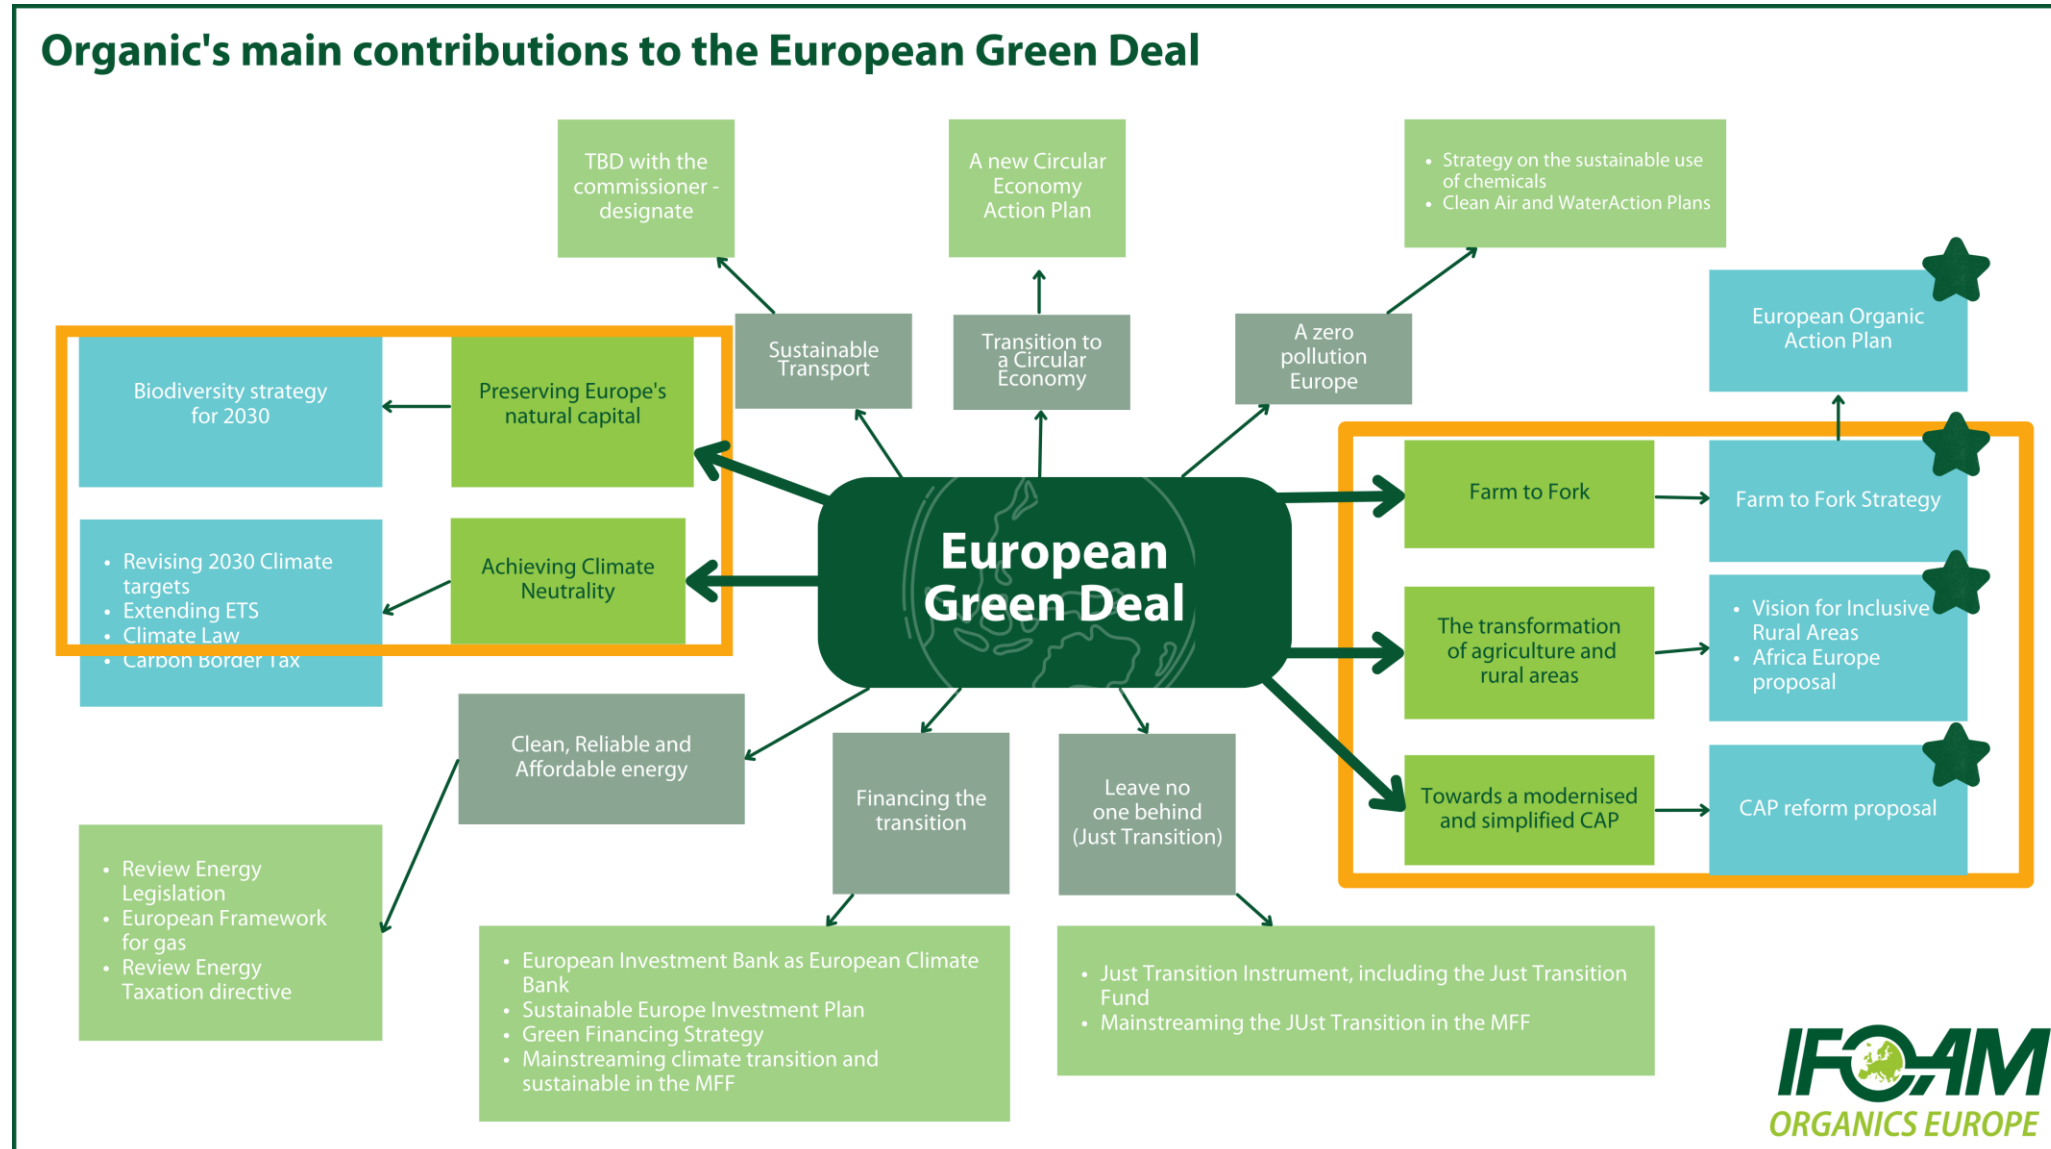 Organic's main contributions to the European Green Deal
TBD with the
commissioner -
designate
A new Circular
Economy
Action Plan
• Strategy on the sustainable use
of chemicals
• Clean Air and WaterAction Plans
European Organic
Action Plan
Sustainable
Transport
Transition to
a Circular
Economy
A zero
pollution
Europe
Biodiversity strategy
for 2030
Preserving Europe's
natural capital
• Revising 2030 Climate
targets
• Extending ETS
• Climate Law
• Carbon Border Tax
Achieving Climate
Neutrality
European
Green Deal
Farm to Fork
Farm to Fork Strategy
The transformation
of agriculture and
rural areas
• Vision for Inclusive
Rural Areas
• Africa Europe
proposal
Towards a modernised
and simplified CAP
CAP reform proposal
Clean, Reliable and
Affordable energy
Financing the
transition
Leave no
one behind
(Just Transition)
• Review Energy
Legislation
• European Framework
for gas
• Review Energy
Taxation directive
• European Investment Bank as European Climate
Bank
• Sustainable Europe Investment Plan
• Green Financing Strategy
• Mainstreaming climate transition and
sustainable in the MFF
• Just Transition Instrument, including the Just Transition
Fund
• Mainstreaming the JUst Transition in the MFF
IFOAM
ORGANICS EUROPE